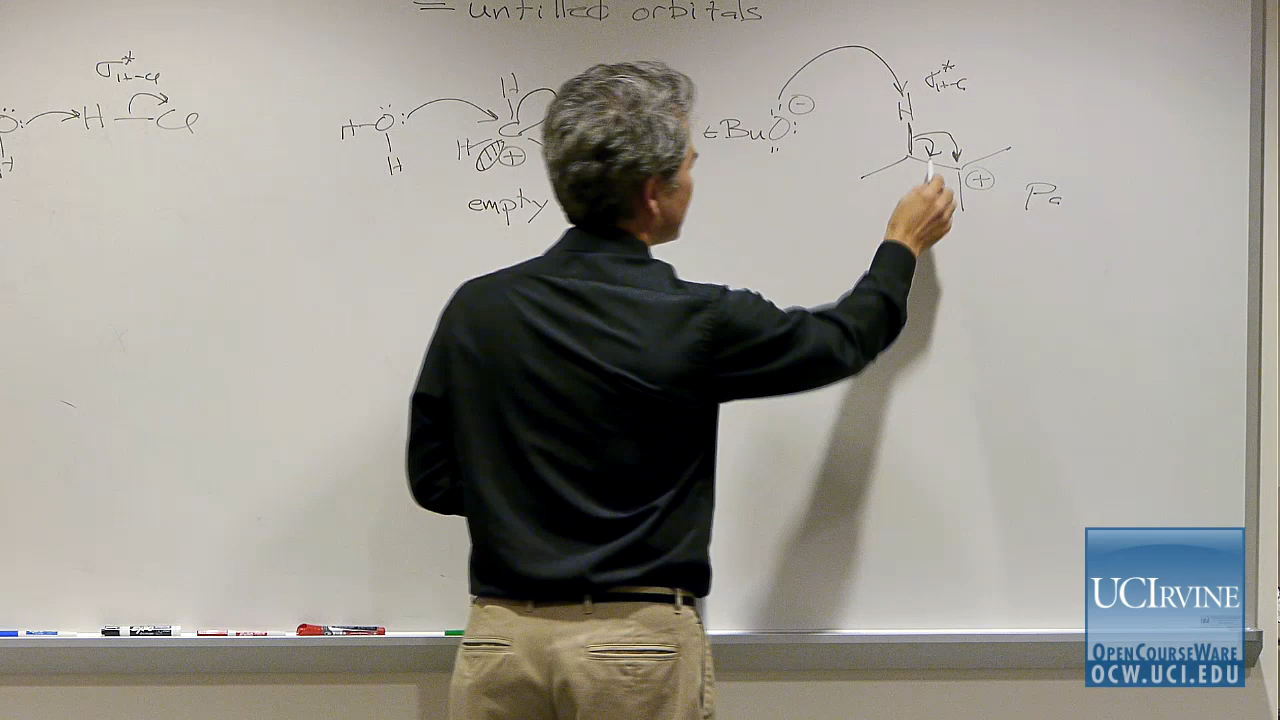 = unfilled orbitals
σ*H-Cl
Ö: H—Cl
H
H-Ö:
H
H
H C ⊕
empty
tBuO: ⊖
σ*H-C
H
⊕
Pa
UCIRVINE
OPENCOURSEWARE
OCW.UCI.EDU